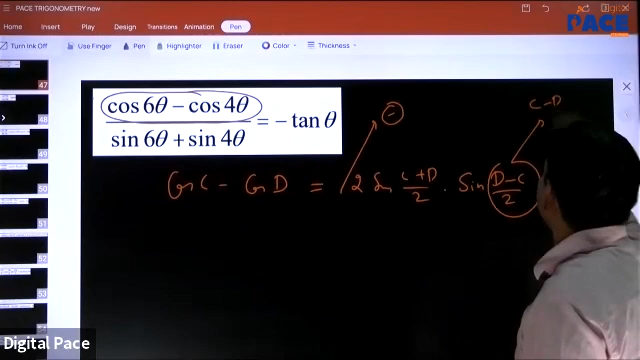 PACE TRIGONOMETRY new
Digital
PACE
Home Insert Play Design Transitions Animation Pen
Turn Ink Off Use Finger Pen Highlighter Eraser Color Thickness
47
48
49
50
51
52
53
cos 6θ − cos 4θ / sin 6θ + sin 4θ = − tan θ
−
C−D
Cos C − Cos D = 2 Sin C+D/2 · Sin D−C/2
Digital Pace